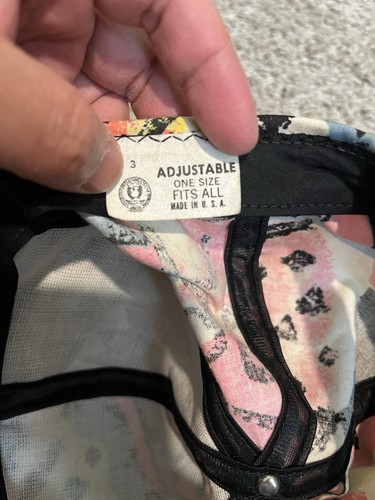 3
ADJUSTABLE
ONE SIZE
FITS ALL
MADE IN U.S.A.